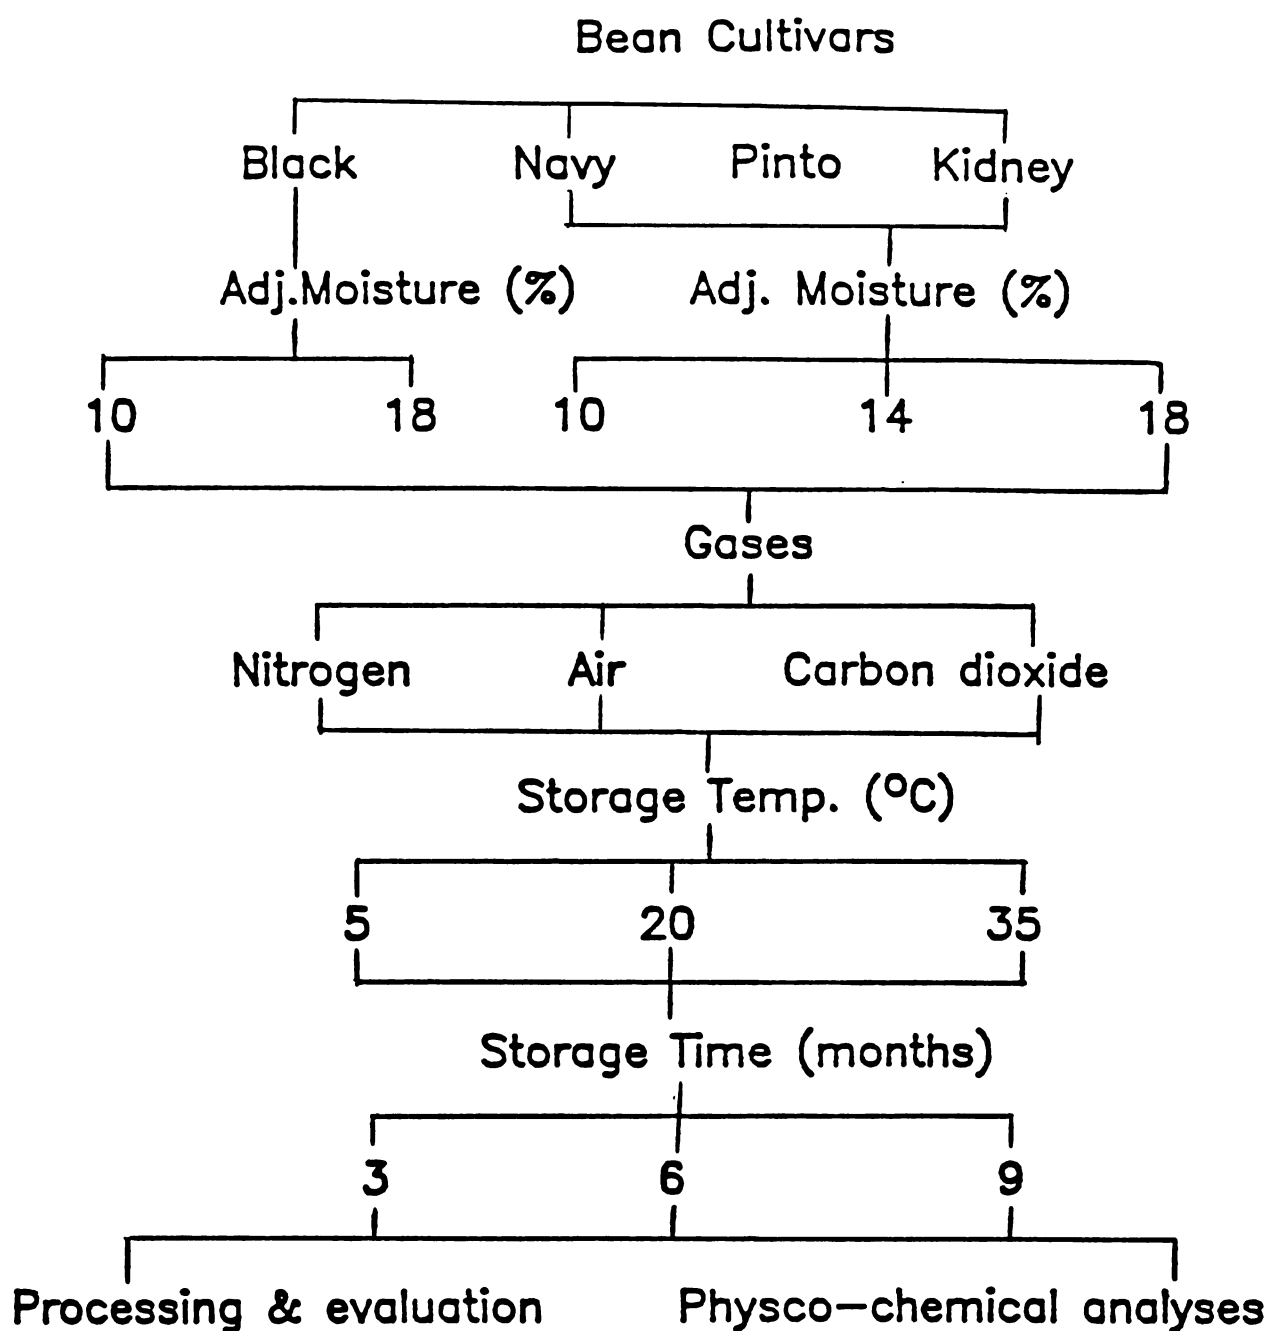 Bean Cultivars
Black Navy Pinto Kidney
Adj.Moisture (%) Adj. Moisture (%)
10 18 10 14 18
Gases
Nitrogen Air Carbon dioxide
Storage Temp. (°C)
5 20 35
Storage Time (months)
3 6 9
Processing & evaluation Physco-chemical analyses